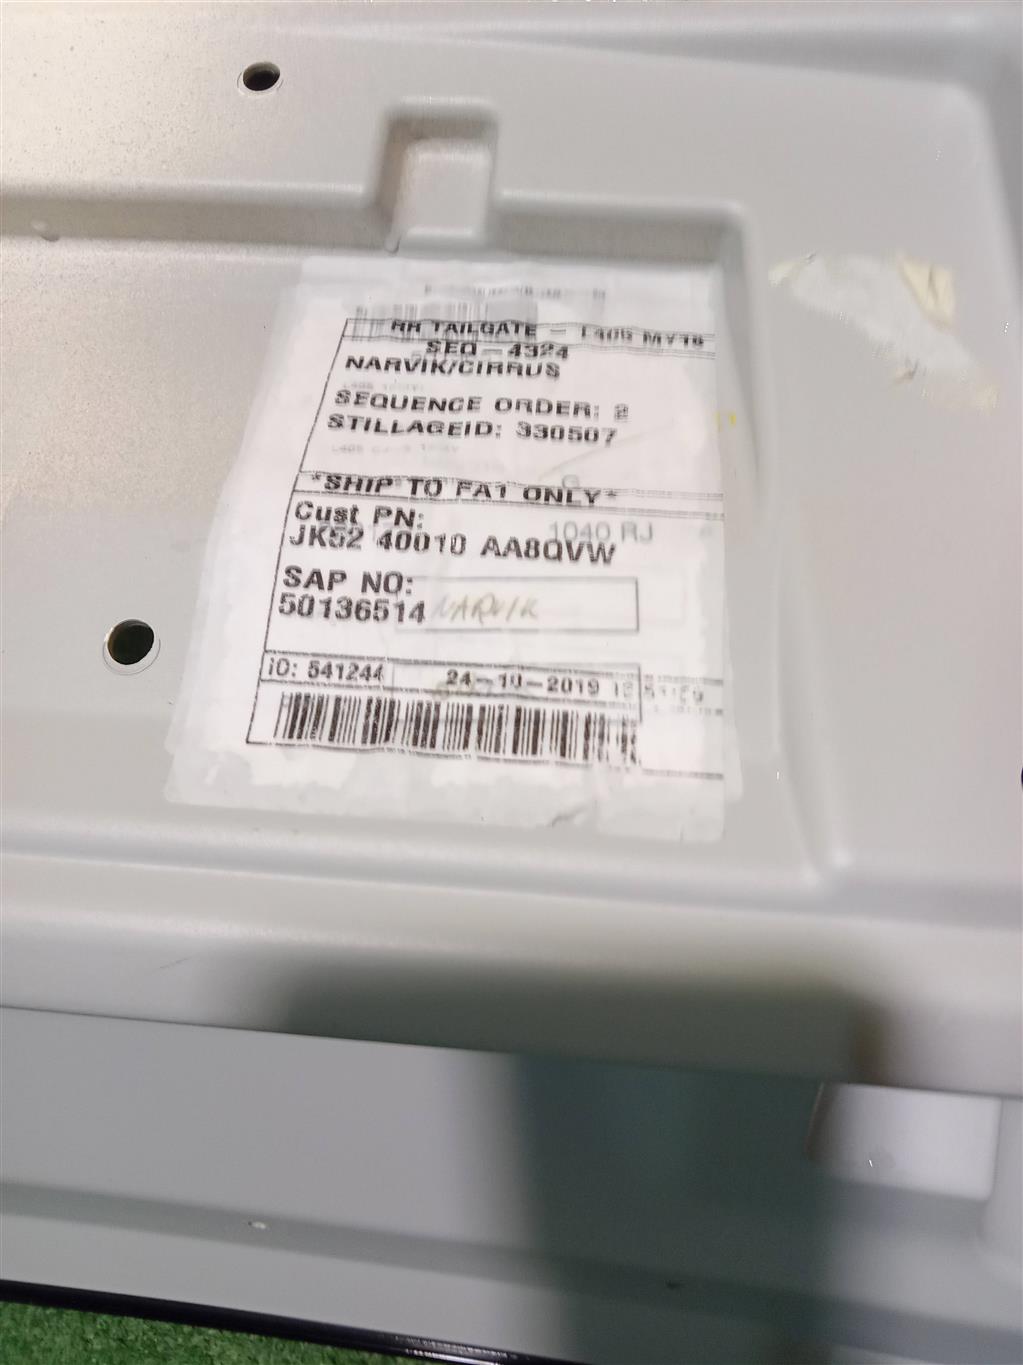 RR TAILGATE - L405 MY19
SEQ-4324
NARVIK/CIRRUS
SEQUENCE ORDER: 2
STILLAGEID: 330507
G
*SHIP TO FA1 ONLY*
Cust PN:
1040 RJ
JK52 40010 AA8QVW
SAP NO:
50136514
NARVIK
iD: 541244
24-10-2019